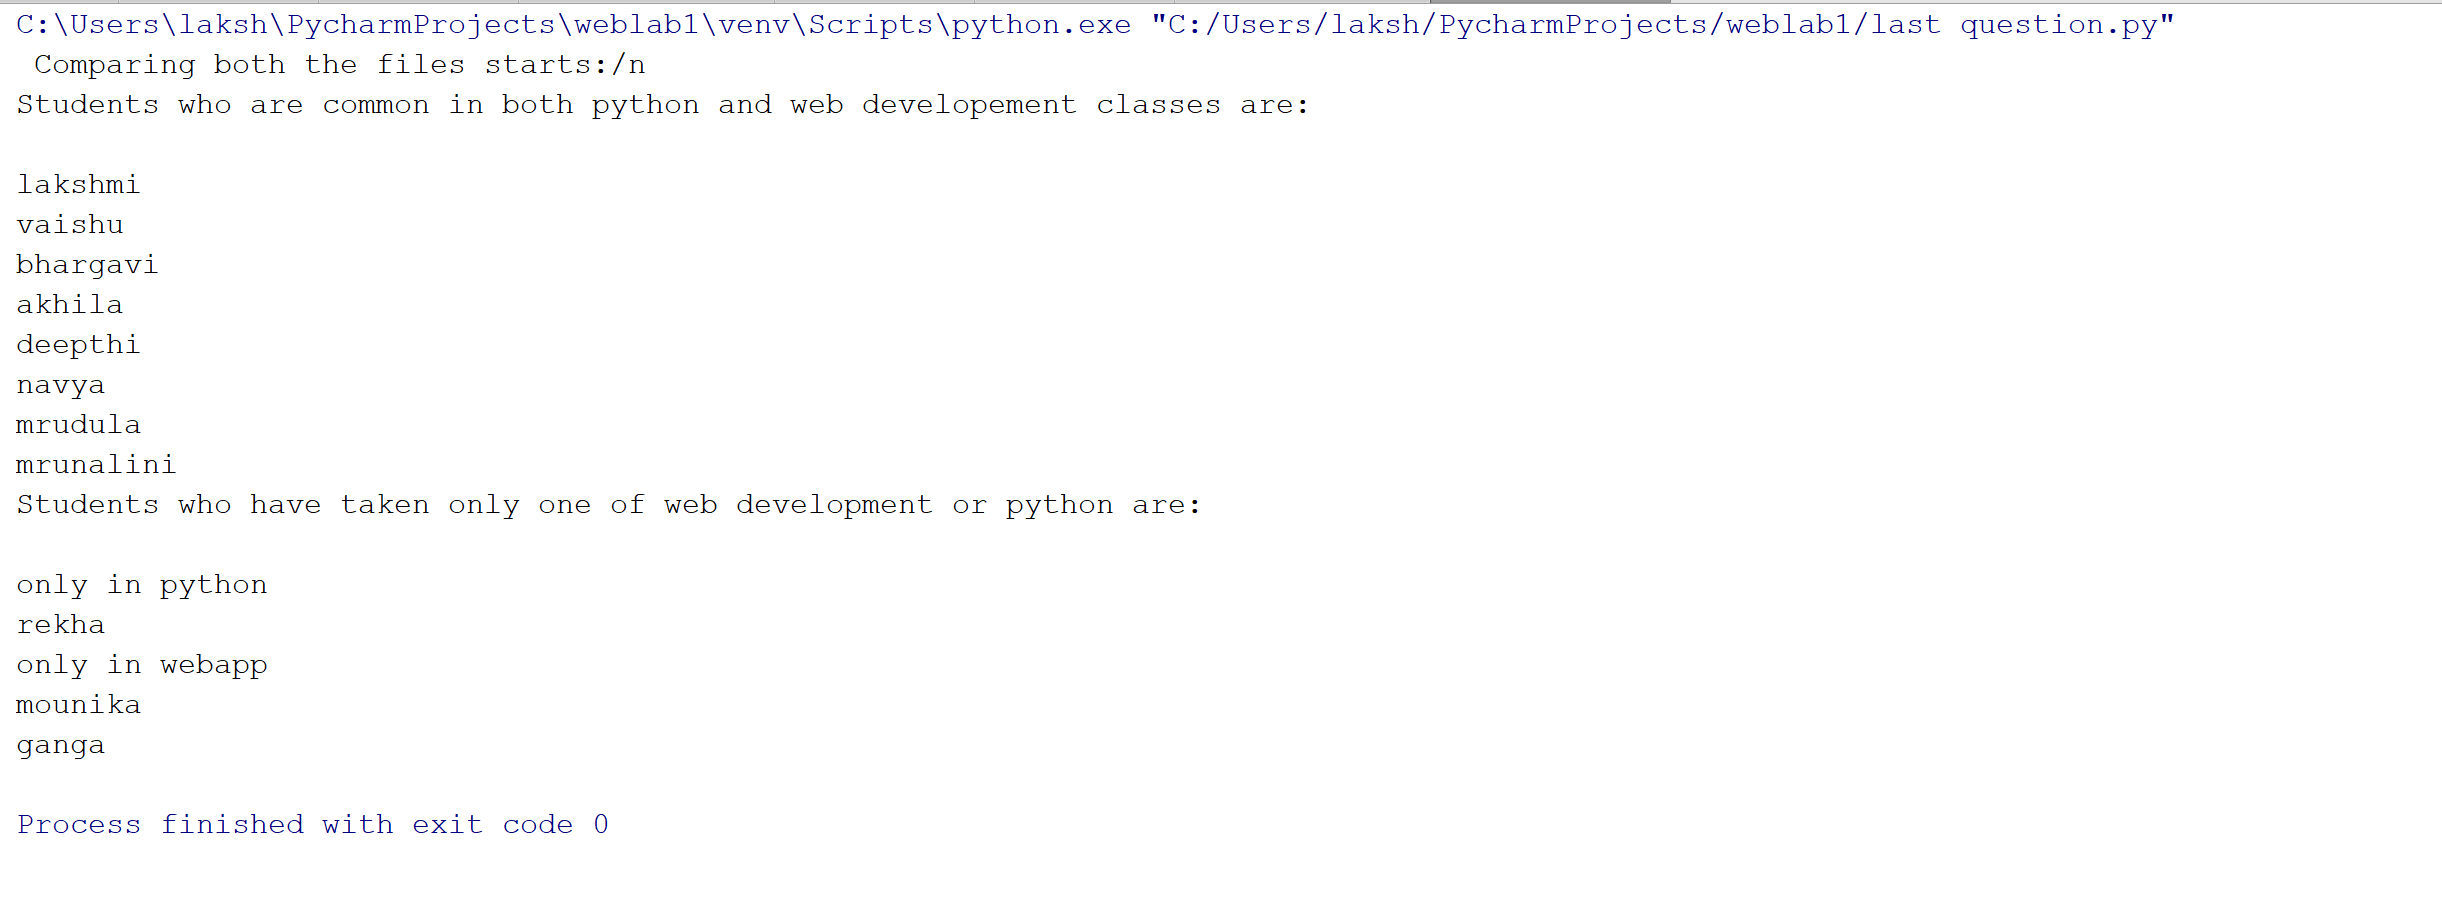 C:\Users\laksh\PycharmProjects\weblab1\venv\Scripts\python.exe "C:/Users/laksh/PycharmProjects/weblab1/last question.py"
Comparing both the files starts:/n
Students who are common in both python and web developement classes are:
lakshmi
vaishu
bhargavi
akhila
deepthi
navya
mrudula
mrunalini
Students who have taken only one of web development or python are:
only in python
rekha
only in webapp
mounika
ganga
Process finished with exit code 0